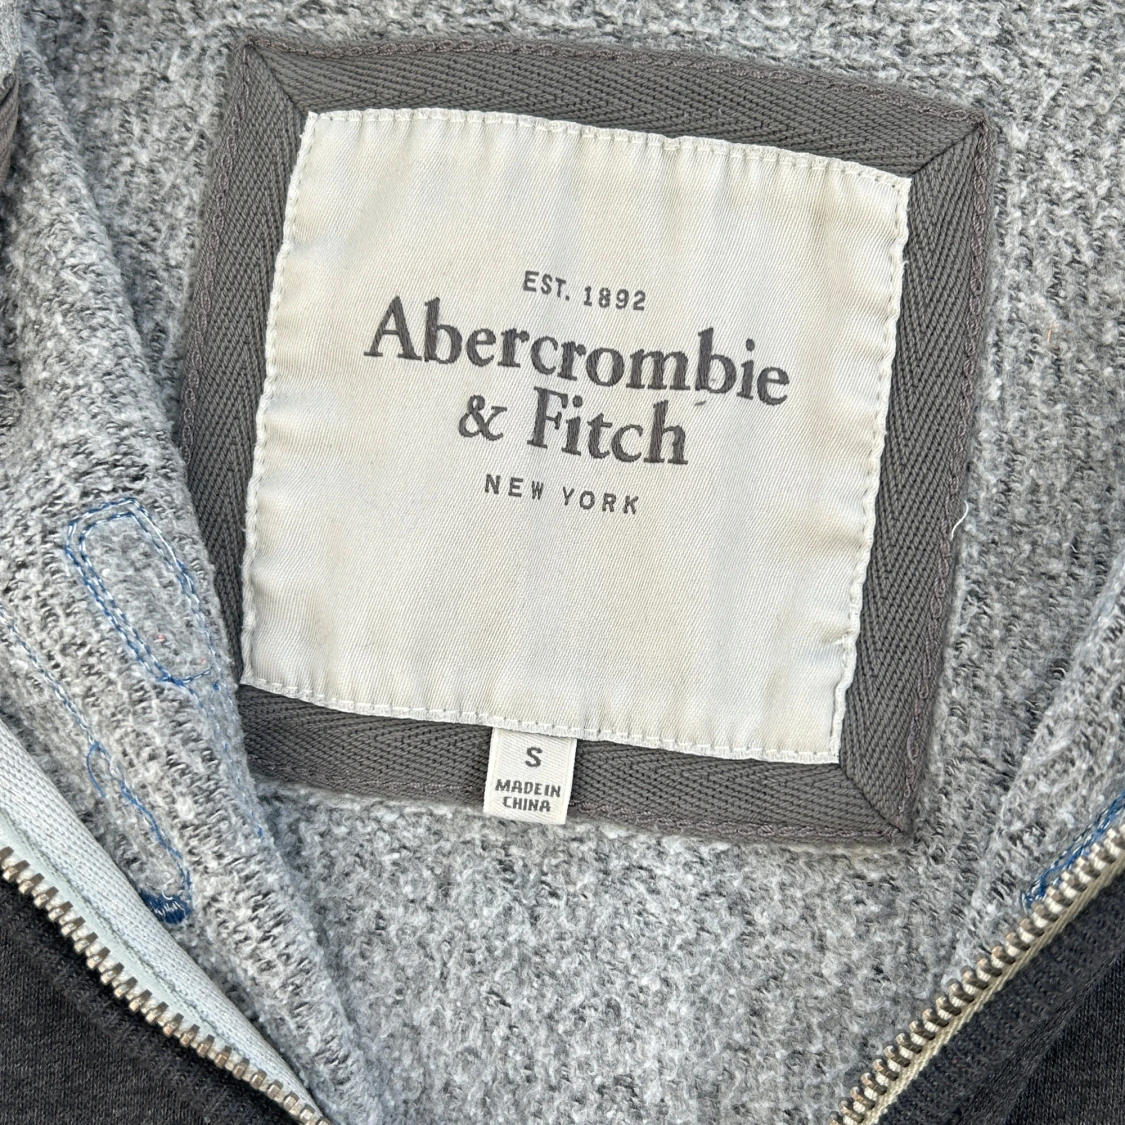 EST. 1892
Abercrombie
& Fitch
NEW YORK
S
MADE IN
CHINA